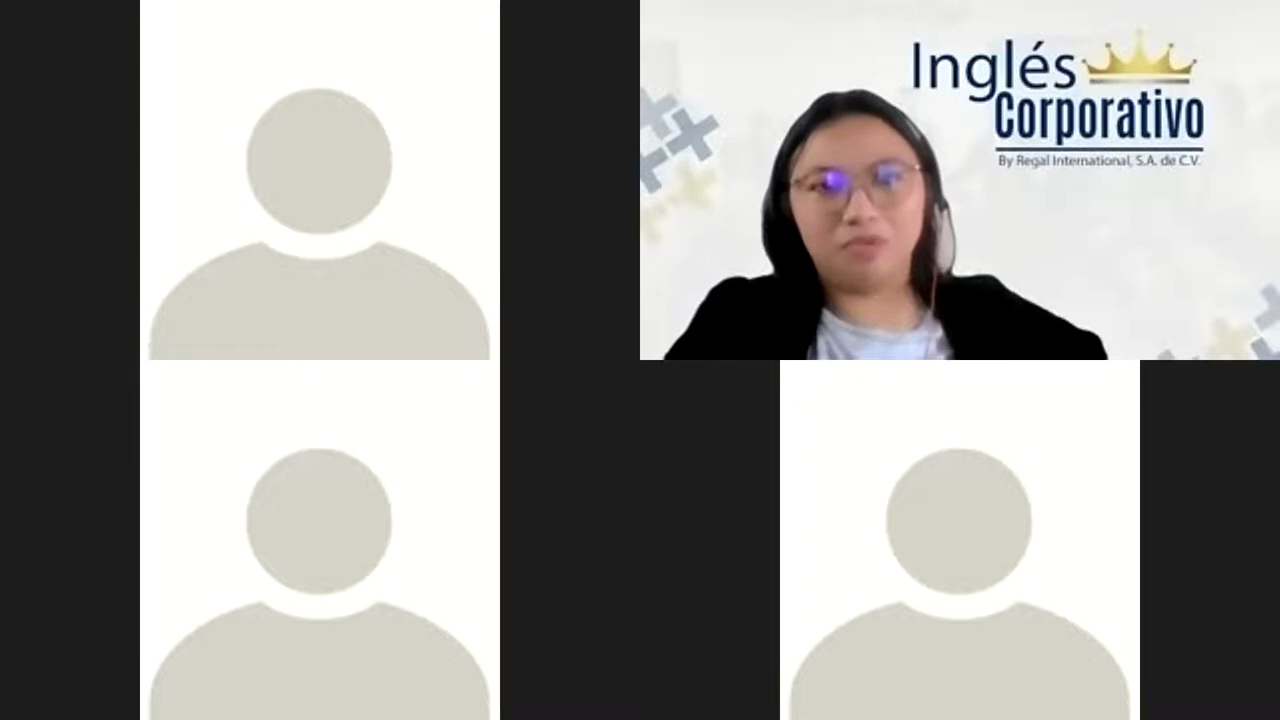 Inglés
Corporativo
By Regal International, S.A. de C.V.